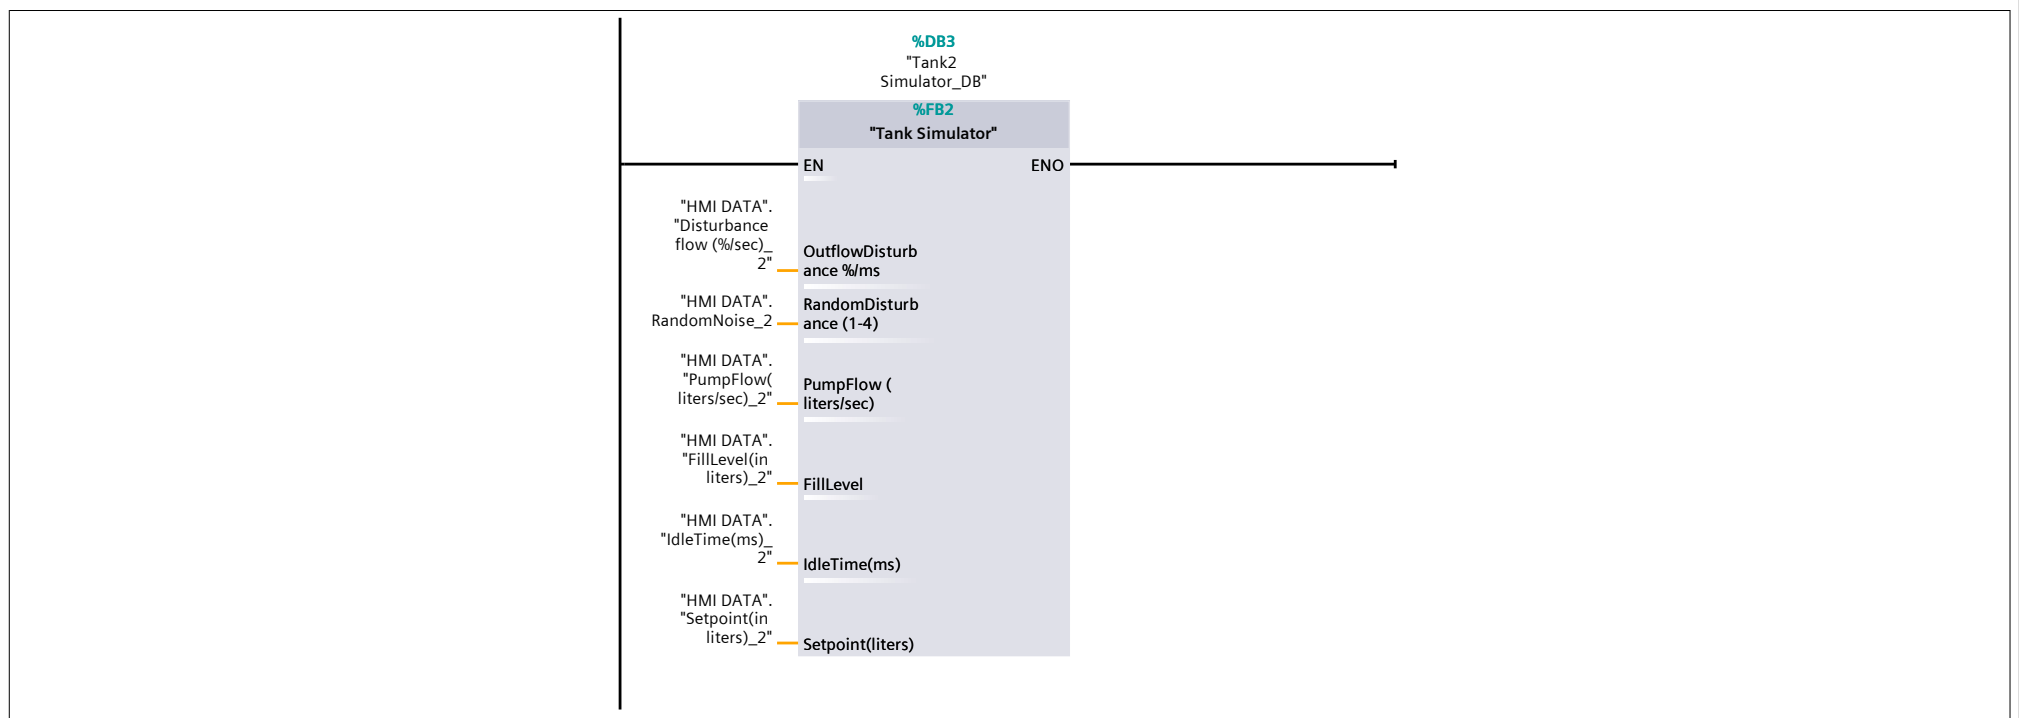 %DB3
"Tank2
Simulator_DB"
%FB2
"Tank Simulator"
EN
ENO
"HMI DATA".
"Disturbance
flow (%/sec)_
2"
OutflowDisturb
ance %/ms
"HMI DATA".
RandomNoise_2
RandomDisturb
ance (1-4)
"HMI DATA".
"PumpFlow(
liters/sec)_2"
PumpFlow (
liters/sec)
"HMI DATA".
"FillLevel(in
liters)_2"
FillLevel
"HMI DATA".
"IdleTime(ms)_
2"
IdleTime(ms)
"HMI DATA".
"Setpoint(in
liters)_2"
Setpoint(liters)